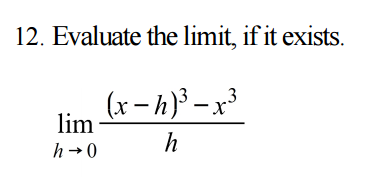 12. Evaluate the limit, if it exists.
lim (x – h)³ – x³
h → 0 h